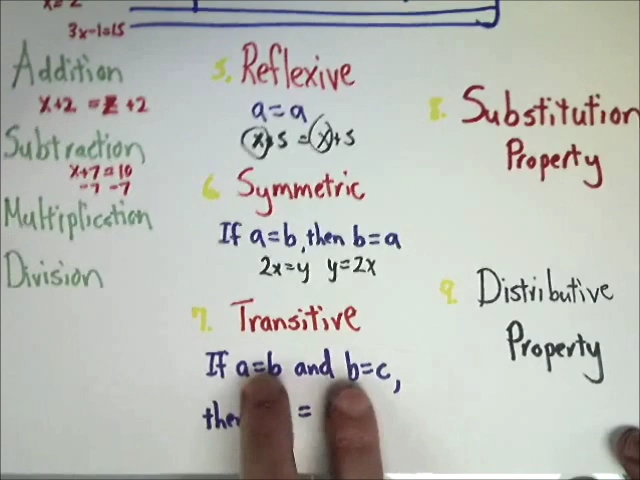 x=2
3x-1=15
Addition
x+2 = z +2
Subtraction
x+7=10
-7 -7
Multiplication
Division
5. Reflexive
a=a
x+5 = x+5
6. Symmetric
If a=b, then b=a
2x=y y=2x
7. Transitive
If a=b and b=c,
=
8. Substitution
Property
9. Distributive
Property